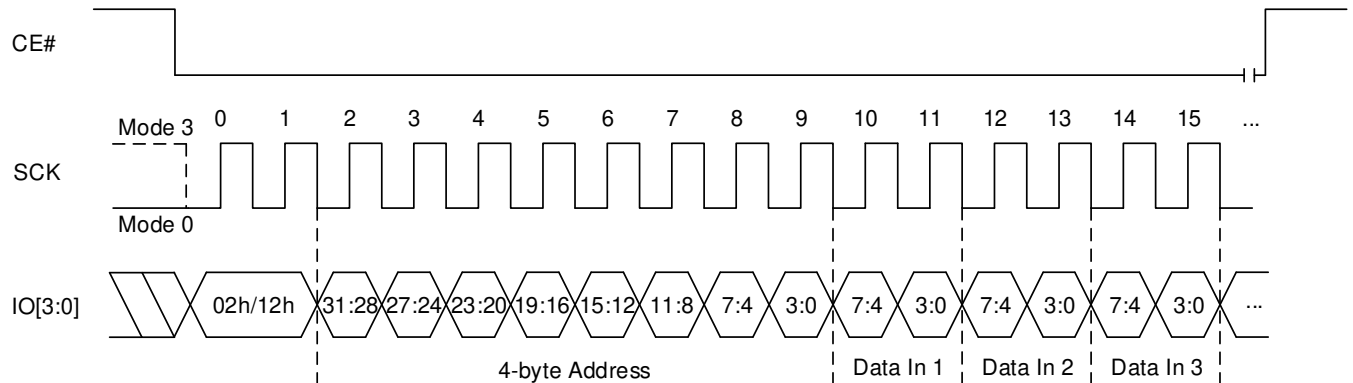 CE#
Mode 3 0 1 2 3 4 5 6 7 8 9 10 11 12 13 14 15 ...
SCK
Mode 0
IO[3:0] 02h/12h 31:28 27:24 23:20 19:16 15:12 11:8 7:4 3:0 7:4 3:0 7:4 3:0 7:4 3:0 ...
4-byte Address Data In 1 Data In 2 Data In 3